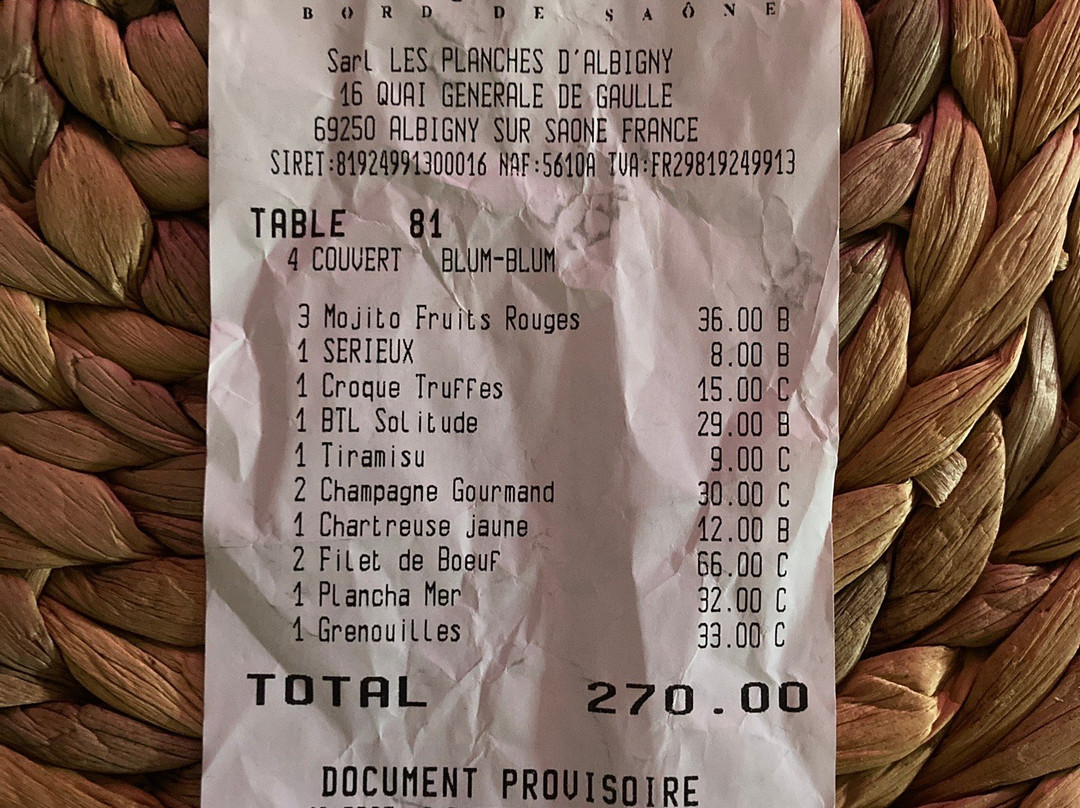 BORD DE SAÔNE
Sarl LES PLANCHES D'ALBIGNY
16 QUAI GENERALE DE GAULLE
69250 ALBIGNY SUR SAONE FRANCE
SIRET:81924991300016 NAF:5610A TVA:FR29819249913
TABLE 81
4 COUVERT BLUM-BLUM
3 Mojito Fruits Rouges 36.00 B
1 SERIEUX 8.00 B
1 Croque Truffes 15.00 C
1 BTL Solitude 29.00 B
1 Tiramisu 9.00 C
2 Champagne Gourmand 30.00 C
1 Chartreuse jaune 12.00 B
2 Filet de Boeuf 66.00 C
1 Plancha Mer 32.00 C
1 Grenouilles 33.00 C
TOTAL 270.00
DOCUMENT PROVISOIRE